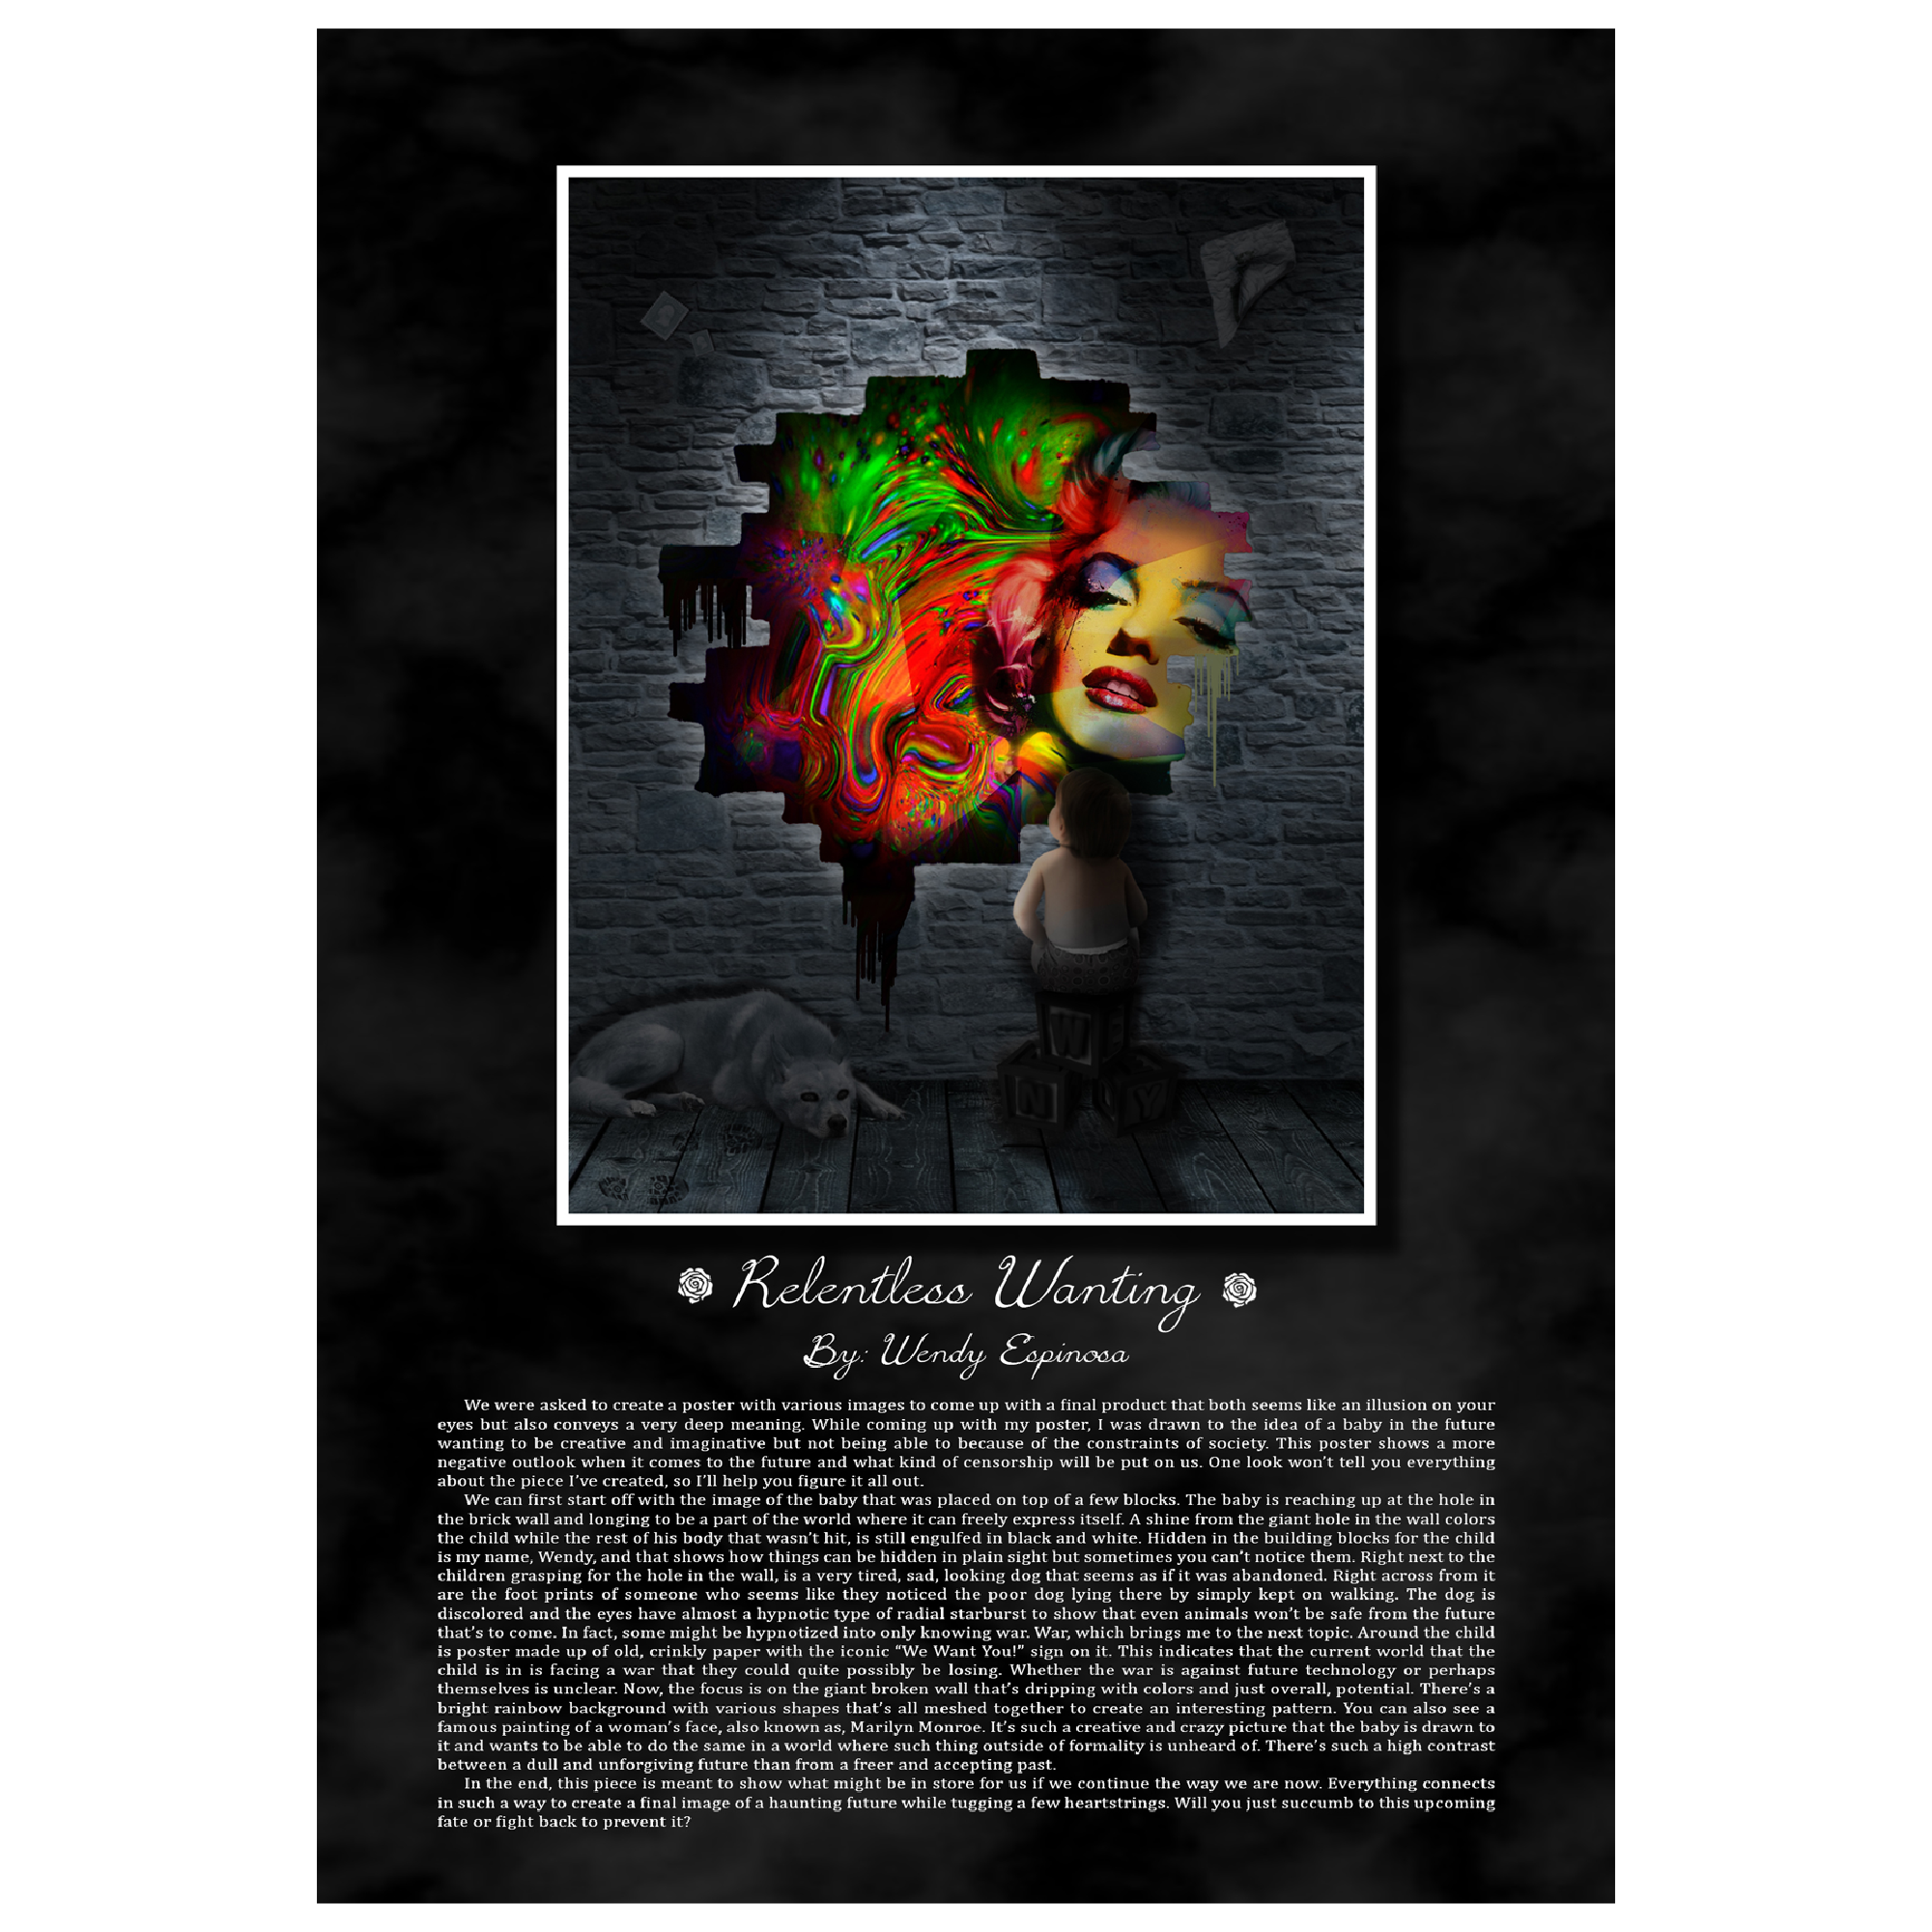 W E
N Y
Relentless Wanting
By: Wendy Espinosa
We were asked to create a poster with various images to come up with a final product that both seems like an illusion on your
eyes but also conveys a very deep meaning. While coming up with my poster, I was drawn to the idea of a baby in the future
wanting to be creative and imaginative but not being able to because of the constraints of society. This poster shows a more
negative outlook when it comes to the future and what kind of censorship will be put on us. One look won't tell you everything
about the piece I've created, so I'll help you figure it all out.
We can first start off with the image of the baby that was placed on top of a few blocks. The baby is reaching up at the hole in
the brick wall and longing to be a part of the world where it can freely express itself. A shine from the giant hole in the wall colors
the child while the rest of his body that wasn't hit, is still engulfed in black and white. Hidden in the building blocks for the child
is my name, Wendy, and that shows how things can be hidden in plain sight but sometimes you can't notice them. Right next to the
children grasping for the hole in the wall, is a very tired, sad, looking dog that seems as if it was abandoned. Right across from it
are the foot prints of someone who seems like they noticed the poor dog lying there by simply kept on walking. The dog is
discolored and the eyes have almost a hypnotic type of radial starburst to show that even animals won't be safe from the future
that's to come. In fact, some might be hypnotized into only knowing war. War, which brings me to the next topic. Around the child
is poster made up of old, crinkly paper with the iconic “We Want You!” sign on it. This indicates that the current world that the
child is in is facing a war that they could quite possibly be losing. Whether the war is against future technology or perhaps
themselves is unclear. Now, the focus is on the giant broken wall that's dripping with colors and just overall, potential. There's a
bright rainbow background with various shapes that's all meshed together to create an interesting pattern. You can also see a
famous painting of a woman's face, also known as, Marilyn Monroe. It's such a creative and crazy picture that the baby is drawn to
it and wants to be able to do the same in a world where such thing outside of formality is unheard of. There's such a high contrast
between a dull and unforgiving future than from a freer and accepting past.
In the end, this piece is meant to show what might be in store for us if we continue the way we are now. Everything connects
in such a way to create a final image of a haunting future while tugging a few heartstrings. Will you just succumb to this upcoming
fate or fight back to prevent it?